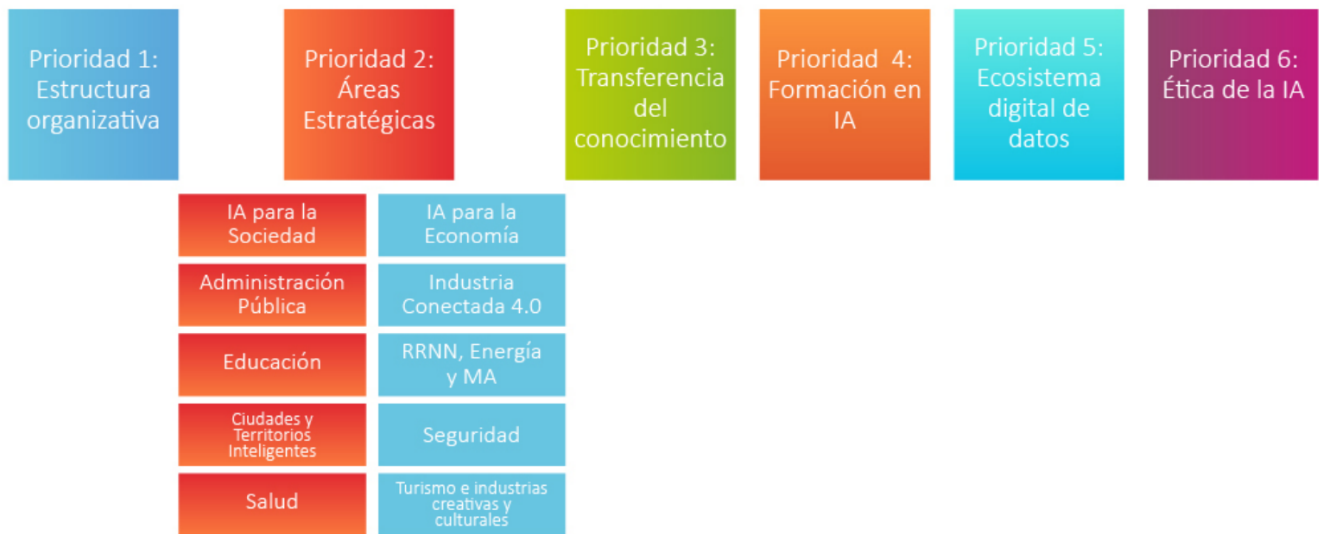 Prioridad 1:
Estructura
organizativa
Prioridad 2:
Áreas
Estratégicas
Prioridad 3:
Transferencia
del
conocimiento
Prioridad 4:
Formación en
IA
Prioridad 5:
Ecosistema
digital de
datos
Prioridad 6:
Ética de la IA
IA para la
Sociedad
IA para la
Economía
Administración
Pública
Industria
Conectada 4.0
Educación
RRNN, Energía
y MA
Ciudades y
Territorios
Inteligentes
Seguridad
Salud
Turismo e industrias
creativas y
culturales